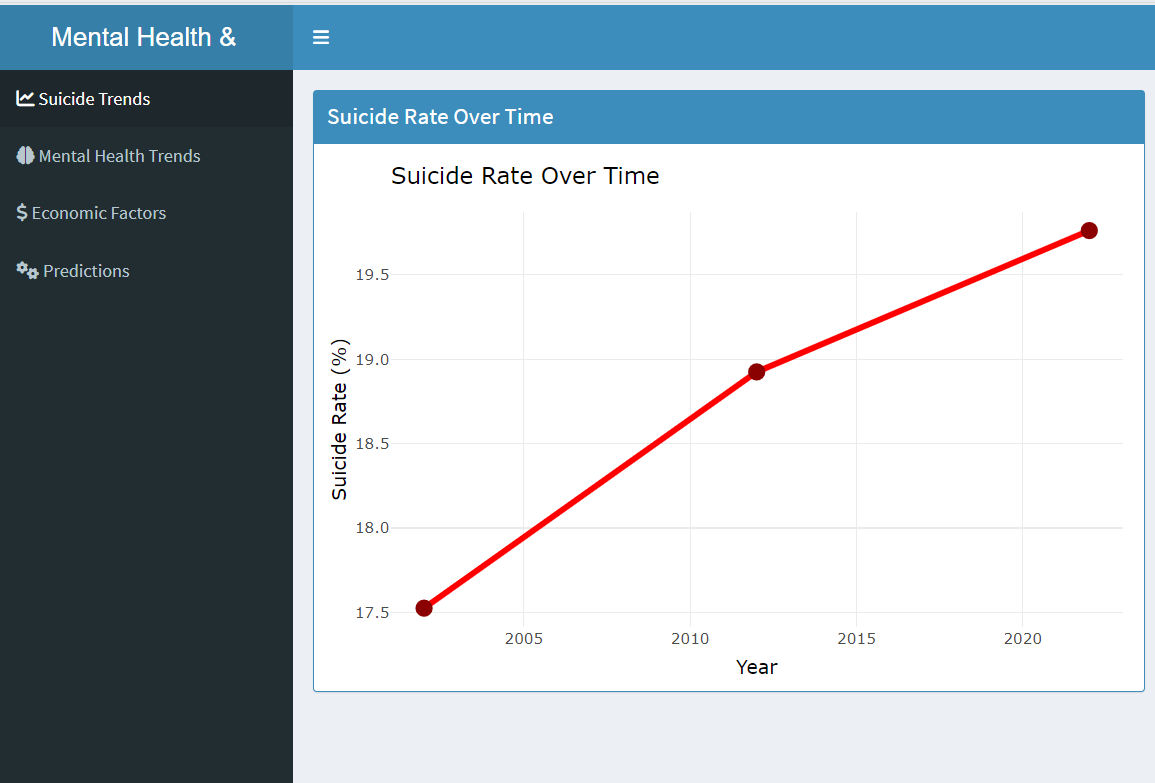 Mental Health &
Suicide Trends
Mental Health Trends
Economic Factors
Predictions
Suicide Rate Over Time
Suicide Rate Over Time
Suicide Rate (%)
19.5
19.0
18.5
18.0
17.5
2005 2010 2015 2020
Year